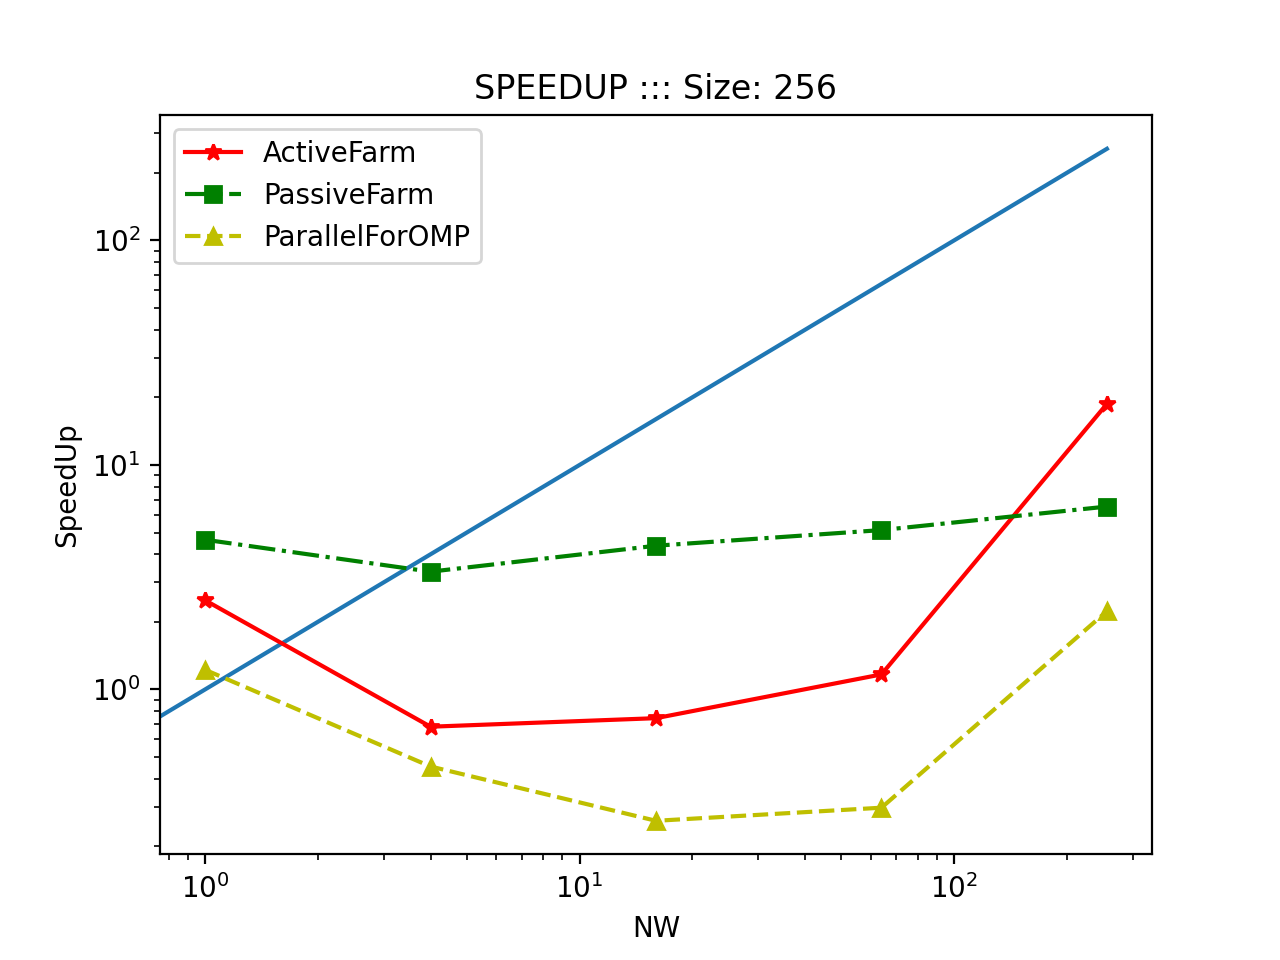 SPEEDUP ::: Size: 256
ActiveFarm
PassiveFarm
ParallelForOMP
SpeedUp
10²
10¹
10⁰
10⁰ 10¹ 10²
NW